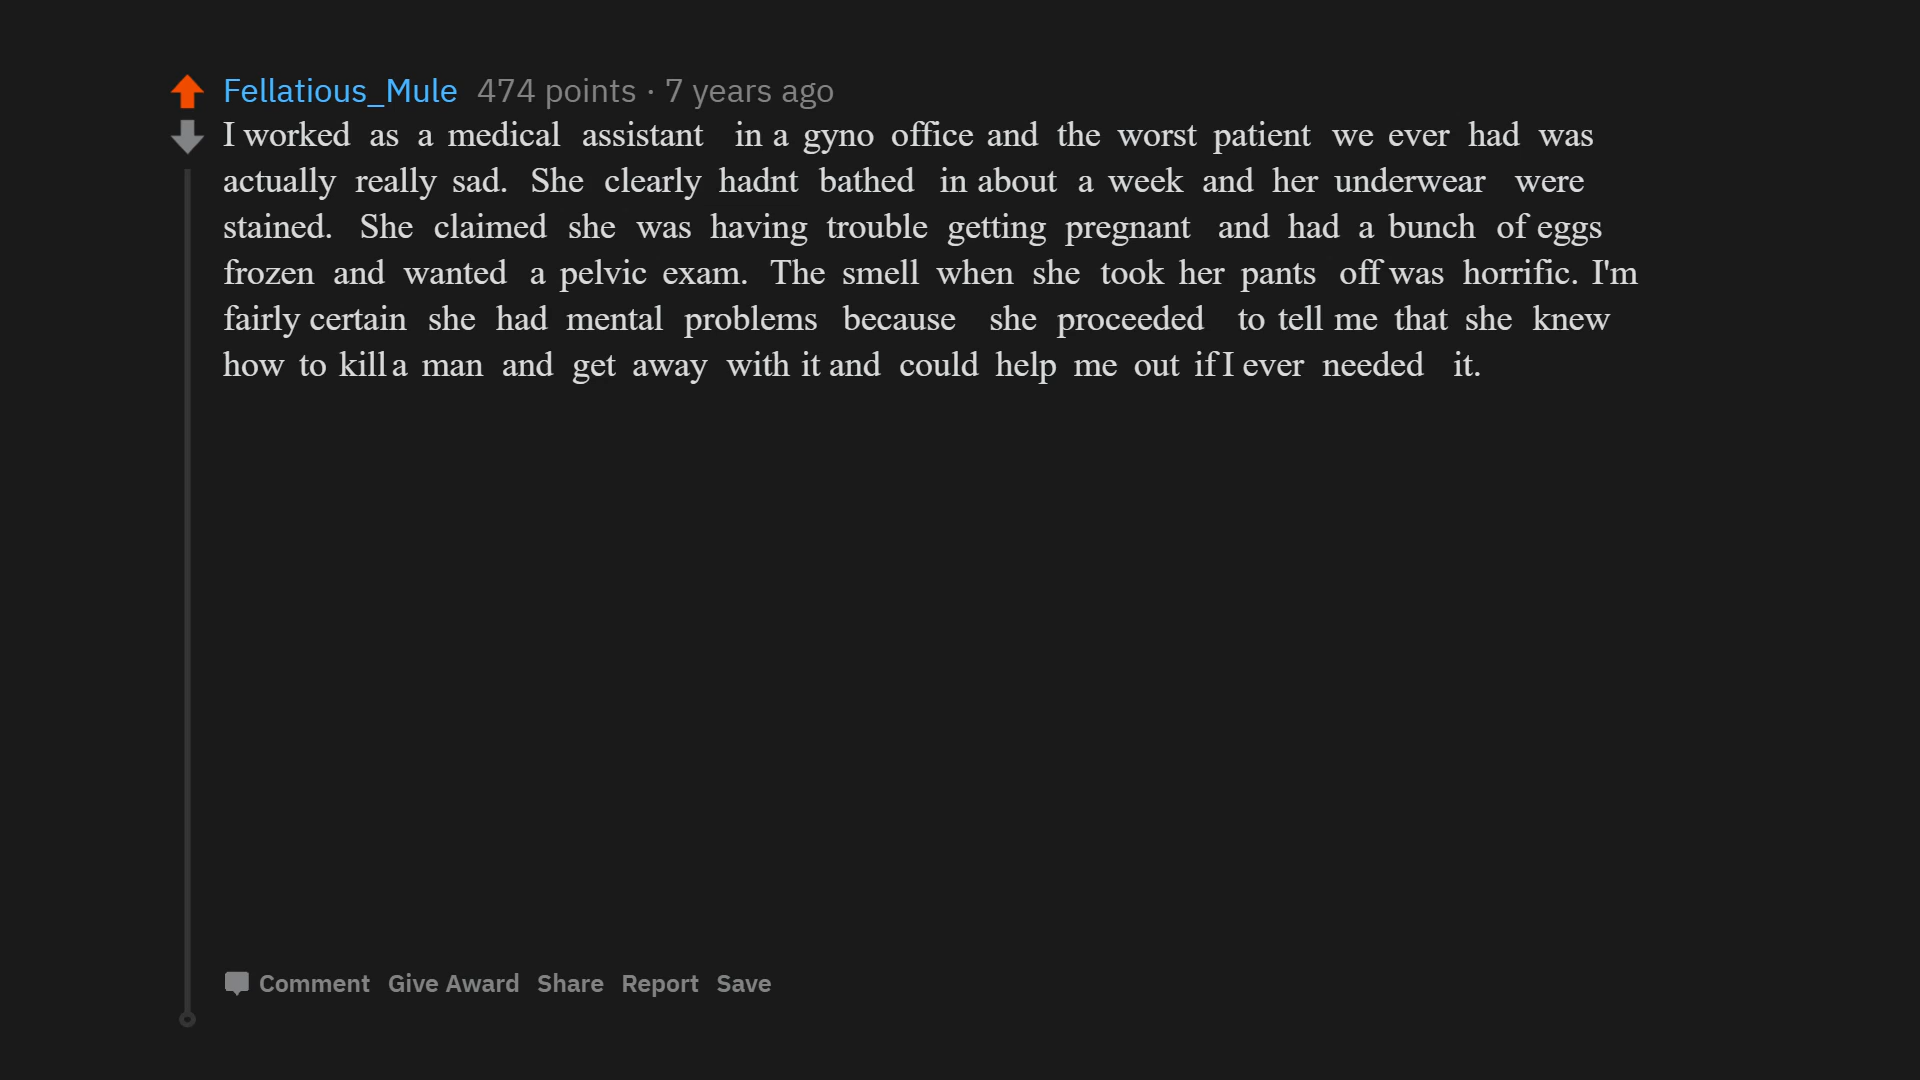 Fellatious_Mule 474 points · 7 years ago
I worked as a medical assistant in a gyno office and the worst patient we ever had was
actually really sad. She clearly hadnt bathed in about a week and her underwear were
stained. She claimed she was having trouble getting pregnant and had a bunch of eggs
frozen and wanted a pelvic exam. The smell when she took her pants off was horrific. I'm
fairly certain she had mental problems because she proceeded to tell me that she knew
how to kill a man and get away with it and could help me out if I ever needed it.
Comment Give Award Share Report Save